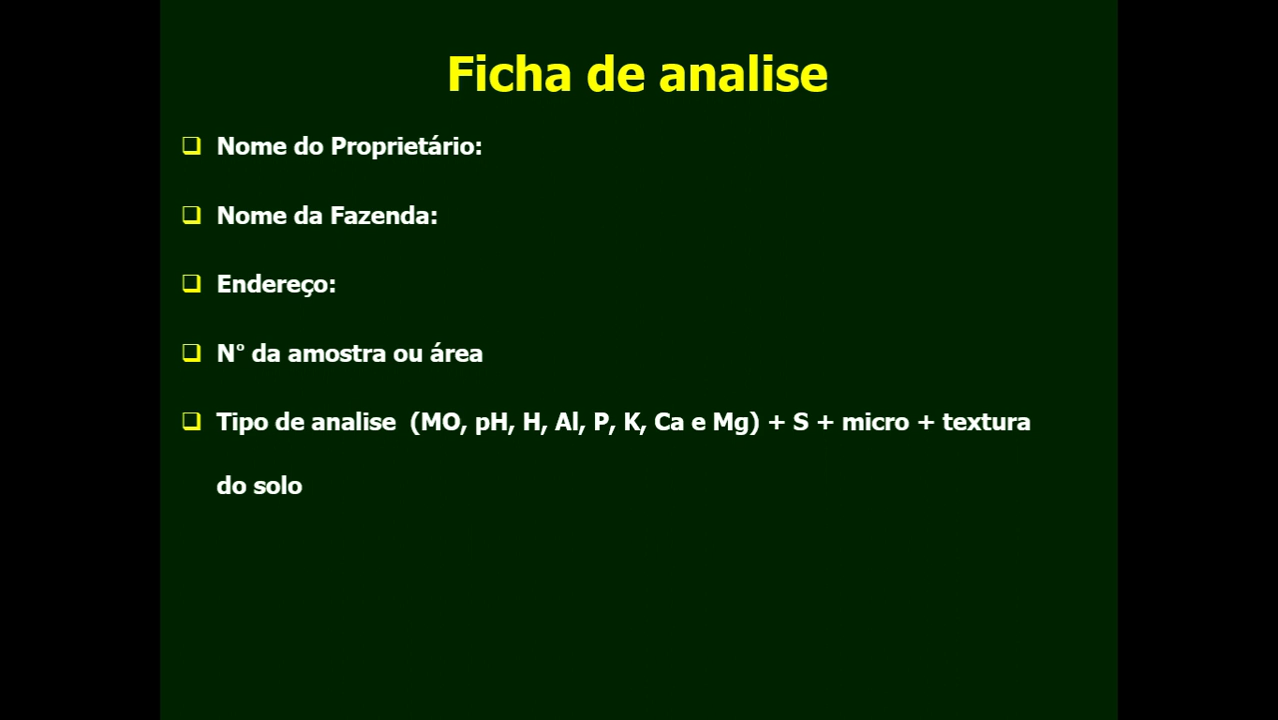 Ficha de analise
Nome do Proprietário:
Nome da Fazenda:
Endereço:
N° da amostra ou área
Tipo de analise (MO, pH, H, Al, P, K, Ca e Mg) + S + micro + textura
do solo